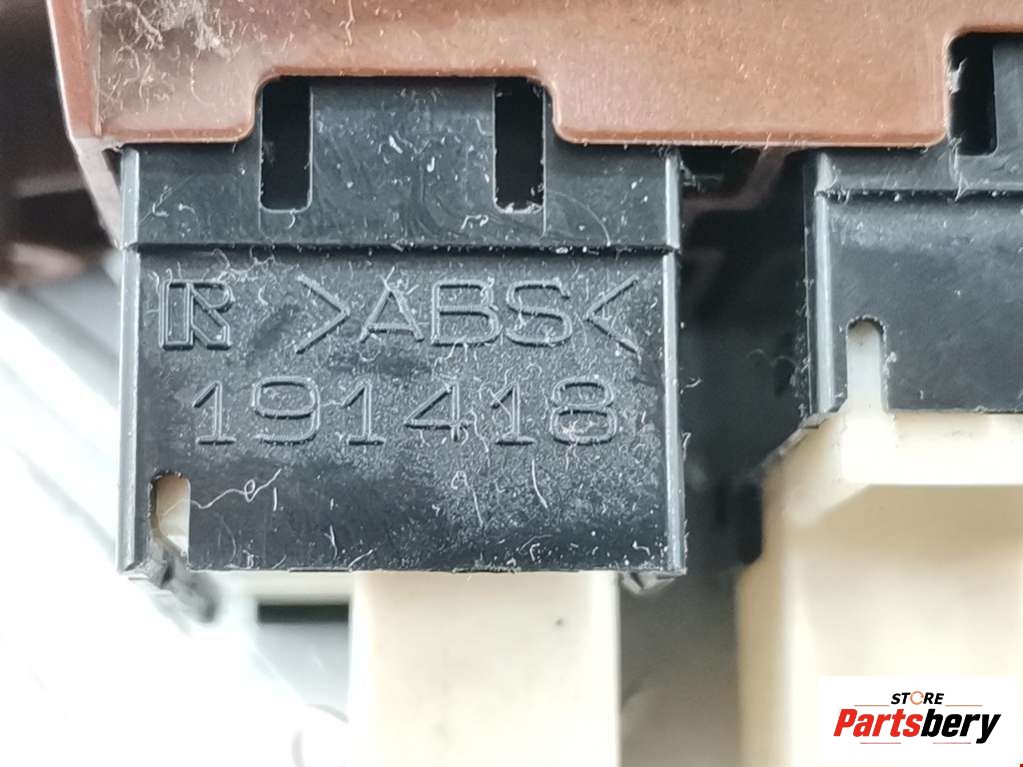 R >ABS<
191418
STORE
Partsbery